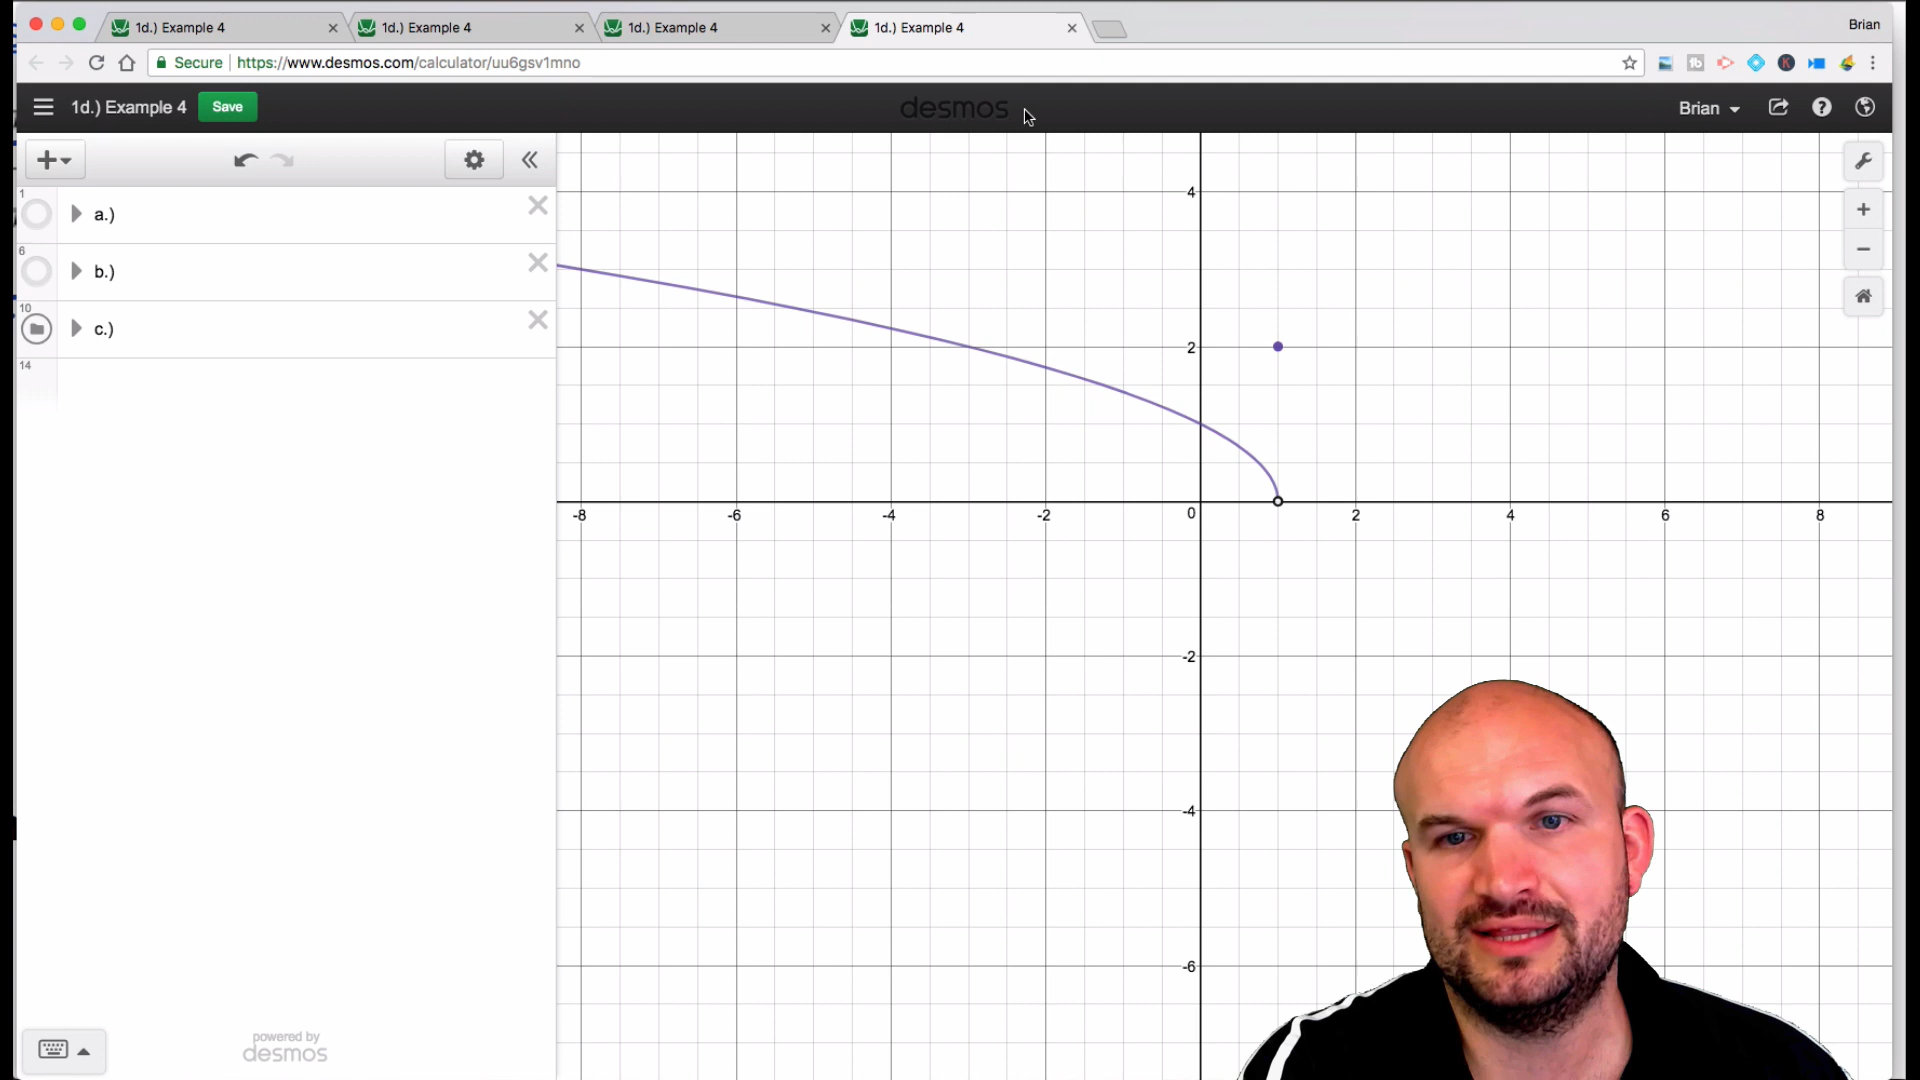 1d.) Example 4
1d.) Example 4
1d.) Example 4
1d.) Example 4
Brian
Secure | https://www.desmos.com/calculator/uu6gsv1mno
1d.) Example 4
Save
desmos
Brian
1
a.)
6
b.)
10
c.)
14
4
2
-8
-6
-4
-2
0
2
4
6
8
-2
-4
-6
powered by
desmos